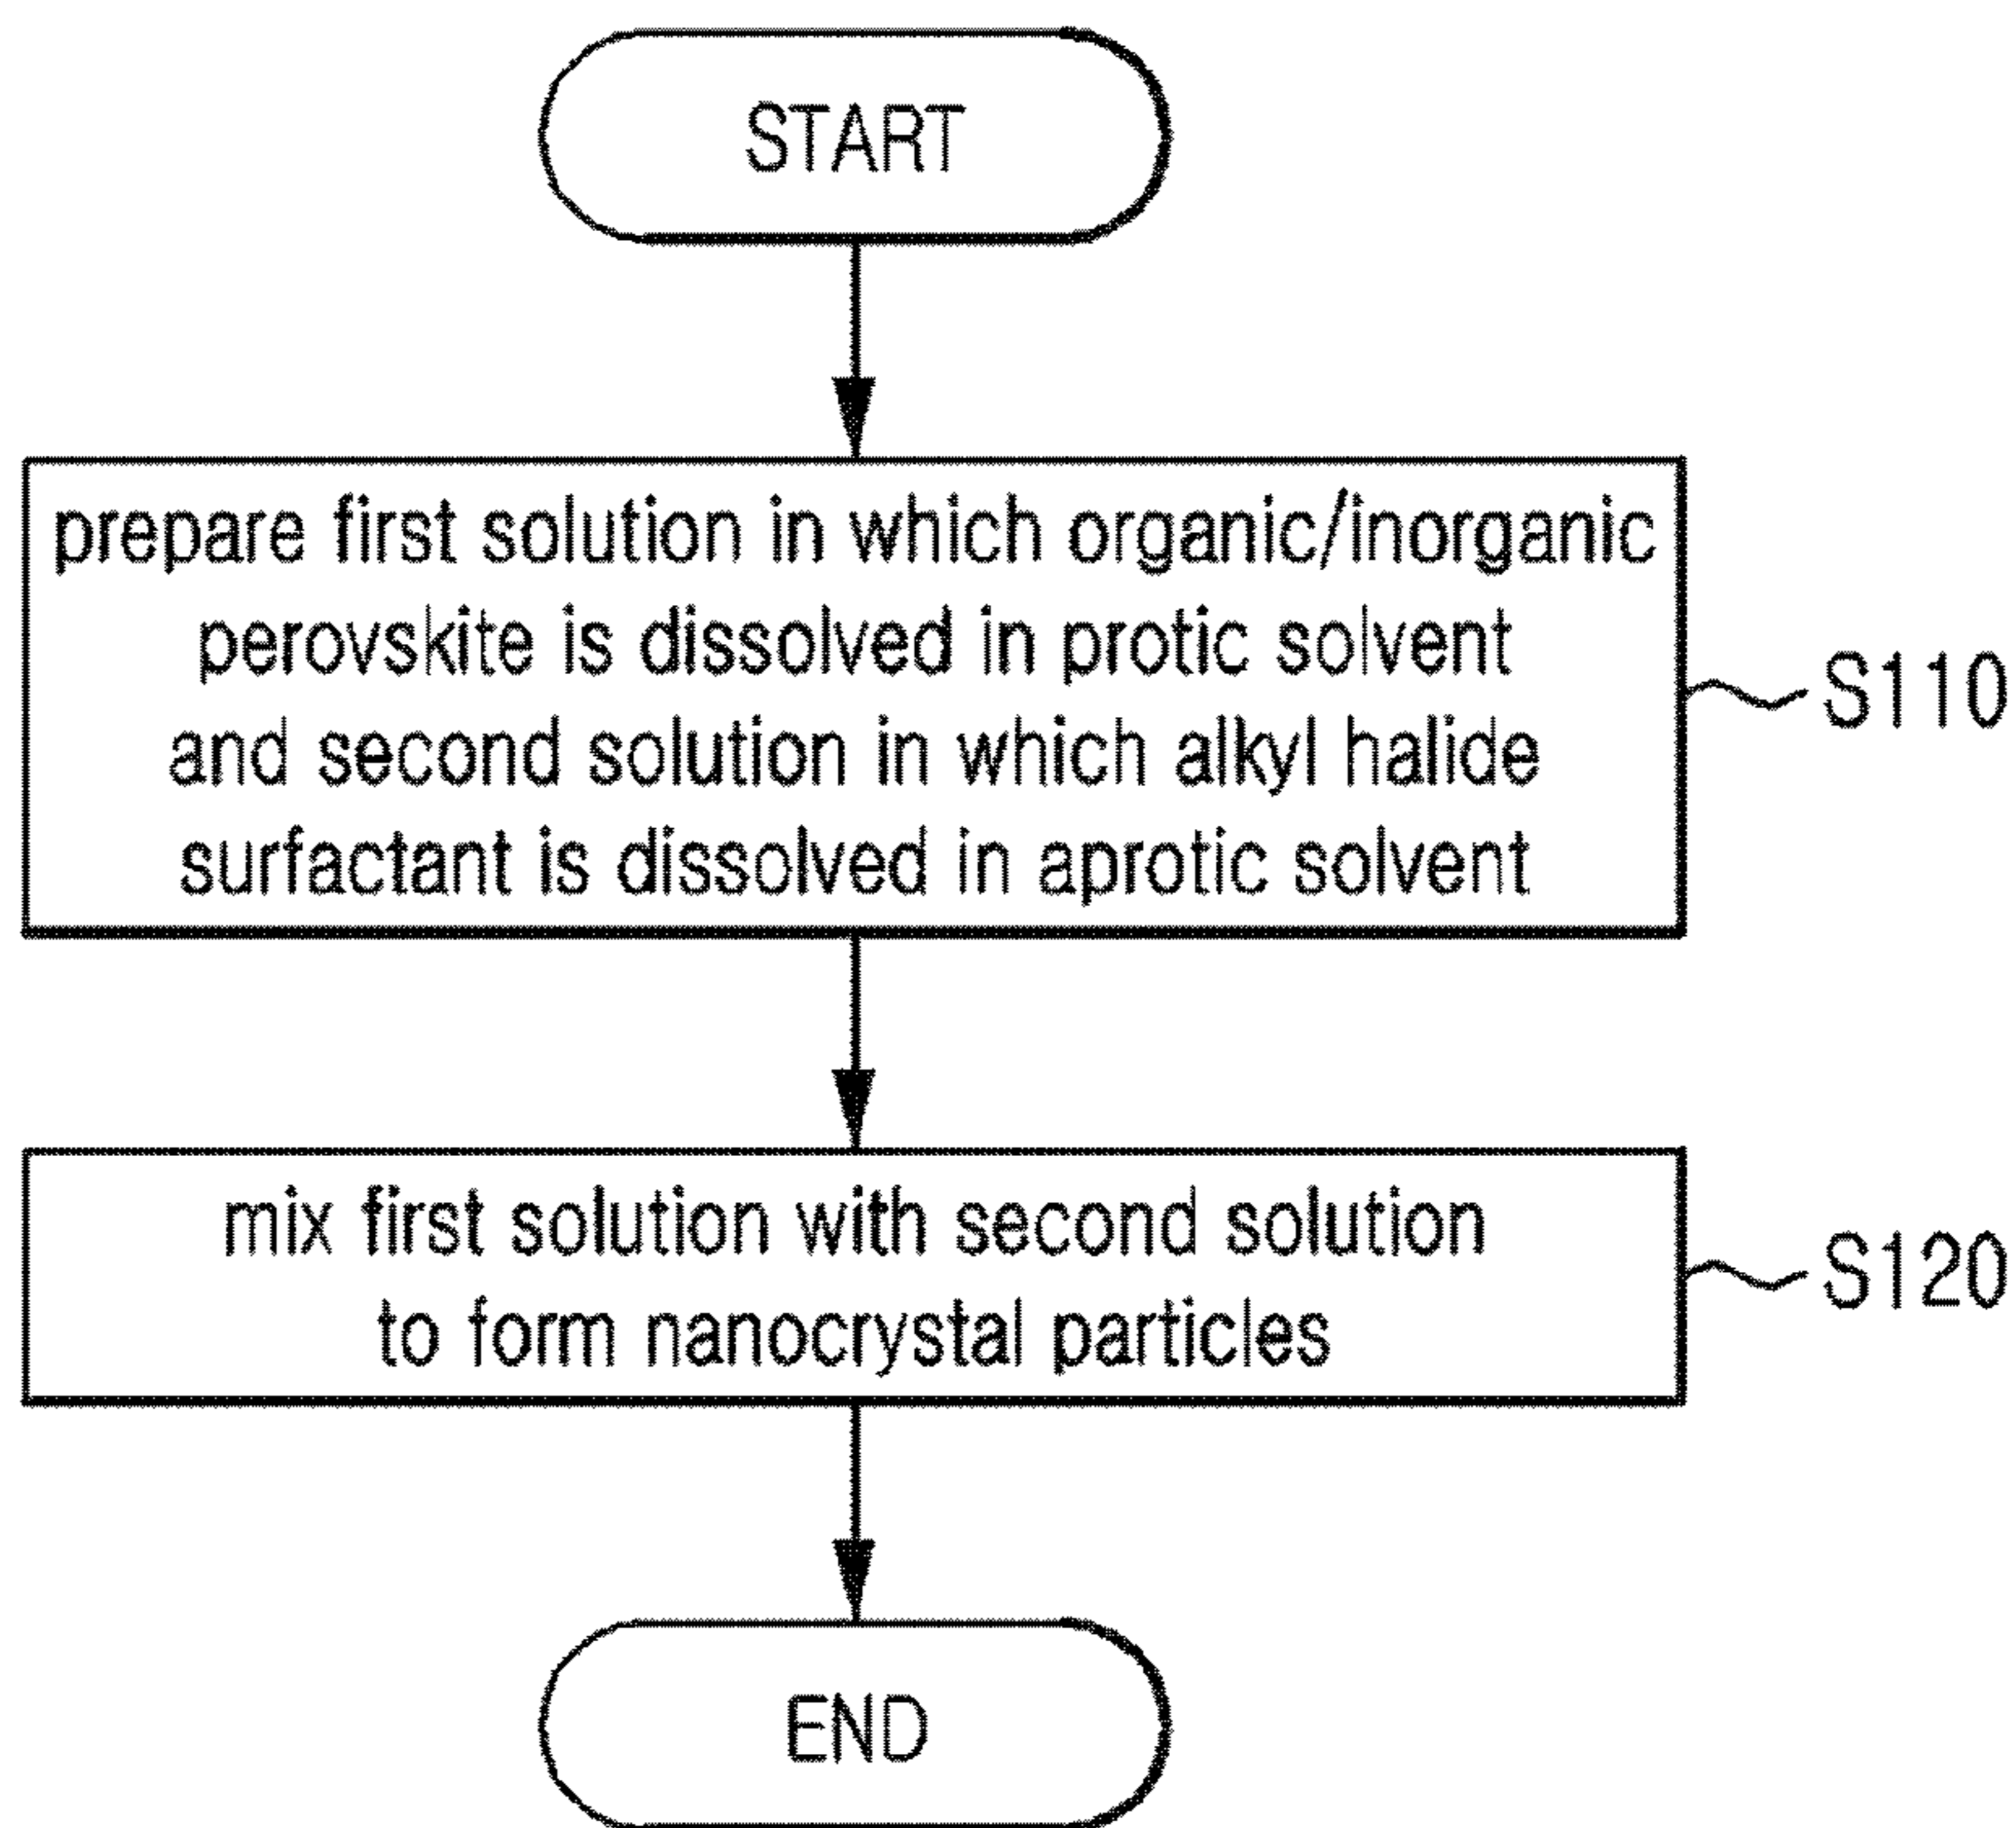 START
prepare first solution in which organic/inorganic
perovskite is dissolved in protic solvent
and second solution in which alkyl halide
surfactant is dissolved in aprotic solvent
S110
mix first solution with second solution
to form nanocrystal particles
S120
END